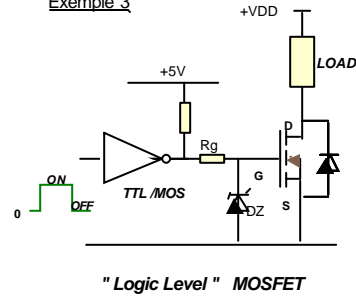 Exemple 3
+VDD
LOAD
+5V
D
Rg
G
ON
TTL /MOS
S
0
OFF
DZ
" Logic Level " MOSFET